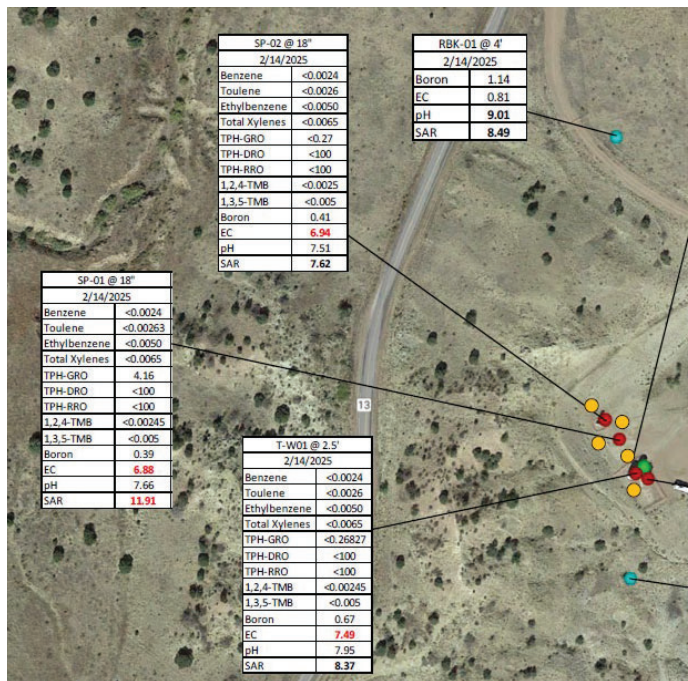 SP-02 @ 18"
2/14/2025
Benzene <0.0024
Toulene <0.0026
Ethylbenzene <0.0050
Total Xylenes <0.0065
TPH-GRO <0.27
TPH-DRO <100
TPH-RRO <100
1,2,4-TMB <0.0025
1,3,5-TMB <0.005
Boron 0.41
EC 6.94
pH 7.51
SAR 7.62
RBK-01 @ 4'
2/14/2025
Boron 1.14
EC 0.81
pH 9.01
SAR 8.49
SP-01 @ 18"
2/14/2025
Benzene <0.0024
Toulene <0.00263
Ethylbenzene <0.0050
Total Xylenes <0.0065
TPH-GRO 4.16
TPH-DRO <100
TPH-RRO <100
1,2,4-TMB <0.00245
1,3,5-TMB <0.005
Boron 0.39
EC 6.88
pH 7.66
SAR 11.91
13
T-W01 @ 2.5'
2/14/2025
Benzene <0.0024
Toulene <0.0026
Ethylbenzene <0.0050
Total Xylenes <0.0065
TPH-GRO <0.26827
TPH-DRO <100
TPH-RRO <100
1,2,4-TMB <0.00245
1,3,5-TMB <0.005
Boron 0.67
EC 7.49
pH 7.95
SAR 8.37